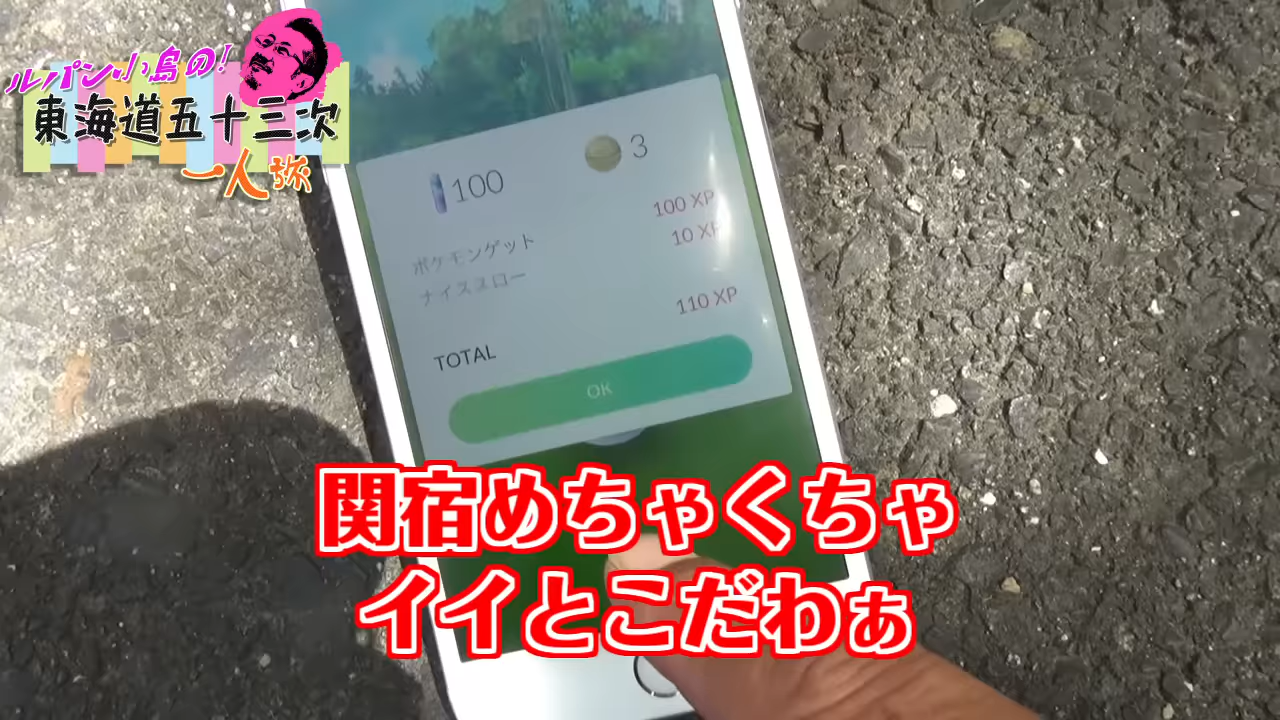 ルパン小島の!
東海道五十三次
一人旅
100 3
ポケモンゲット 100 XP
ナイススロー 10 XP
TOTAL 110 XP
OK
関宿めちゃくちゃ
イイとこだわぁ